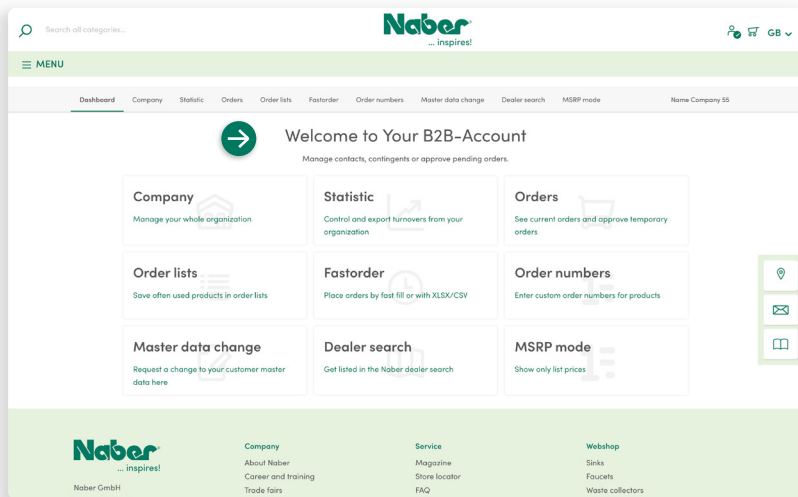 Search all categories...
Naber
... inspires!
GB
MENU
Dashboard Company Statistic Orders Order lists Fastorder Order numbers Master data change Dealer search MSRP mode Name Company 55
Welcome to Your B2B-Account
Manage contacts, contingents or approve pending orders.
Company
Manage your whole organization
Statistic
Control and export turnovers from your
organization
Orders
See current orders and approve temporary
orders
Order lists
Save often used products in order lists
Fastorder
Place orders by fast fill or with XLSX/CSV
Order numbers
Enter custom order numbers for products
Master data change
Request a change to your customer master
data here
Dealer search
Get listed in the Naber dealer search
MSRP mode
Show only list prices
Naber
... inspires!
Naber GmbH
Company
About Naber
Career and training
Trade fairs
Service
Magazine
Store locator
FAQ
Webshop
Sinks
Faucets
Waste collectors